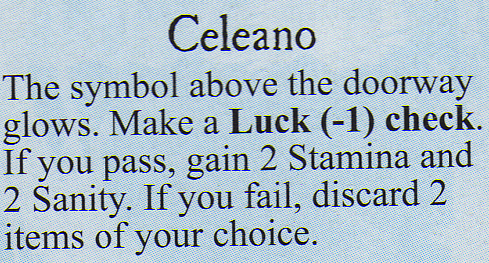 Celeano
The symbol above the doorway
glows. Make a Luck (-1) check.
If you pass, gain 2 Stamina and
2 Sanity. If you fail, discard 2
items of your choice.